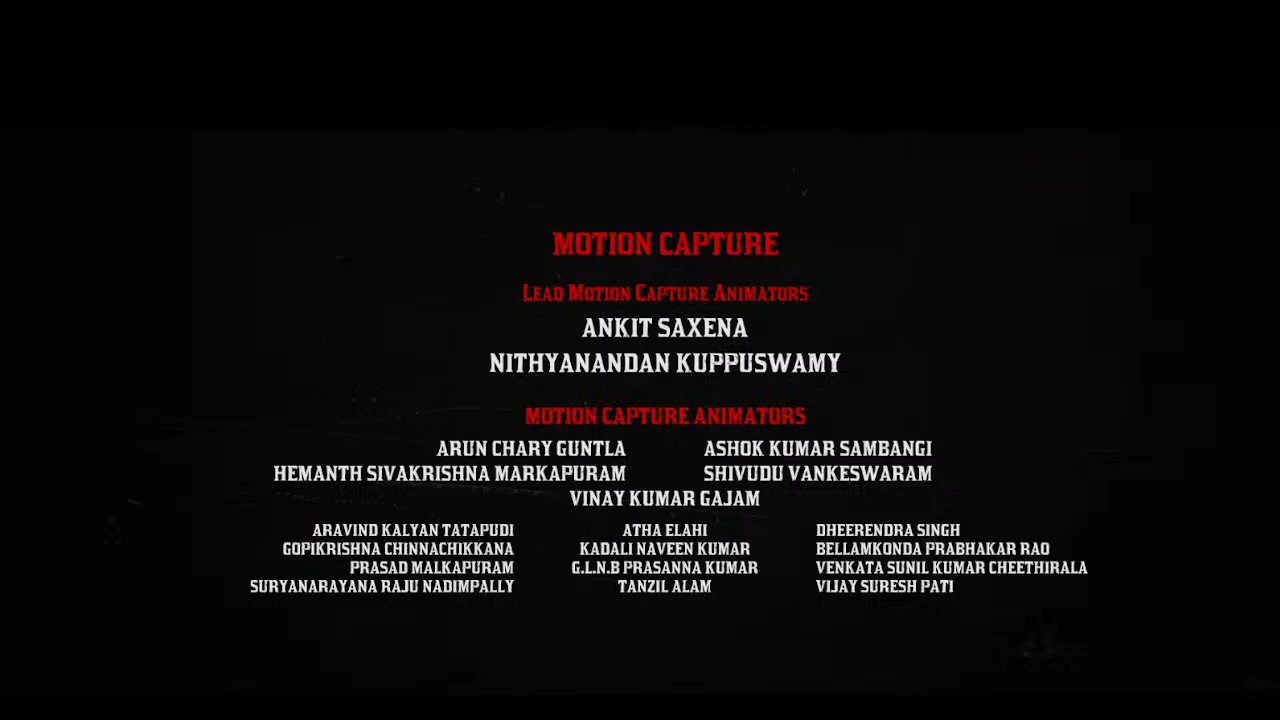 MOTION CAPTURE
LEAD MOTION CAPTURE ANIMATORS
ANKIT SAXENA
NITHYANANDAN KUPPUSWAMY
MOTION CAPTURE ANIMATORS
ARUN CHARY GUNTLA ASHOK KUMAR SAMBANGI
HEMANTH SIVAKRISHNA MARKAPURAM SHIVUDU VANKESWARAM
VINAY KUMAR GAJAM
ARAVIND KALYAN TATAPUDI ATHA ELAHI DHEERENDRA SINGH
GOPIKRISHNA CHINNACHIKKANA KADALI NAVEEN KUMAR BELLAMKONDA PRABHAKAR RAO
PRASAD MALKAPURAM G.L.N.B PRASANNA KUMAR VENKATA SUNIL KUMAR CHEETHIRALA
SURYANARAYANA RAJU NADIMPALLY TANZIL ALAM VIJAY SURESH PATI